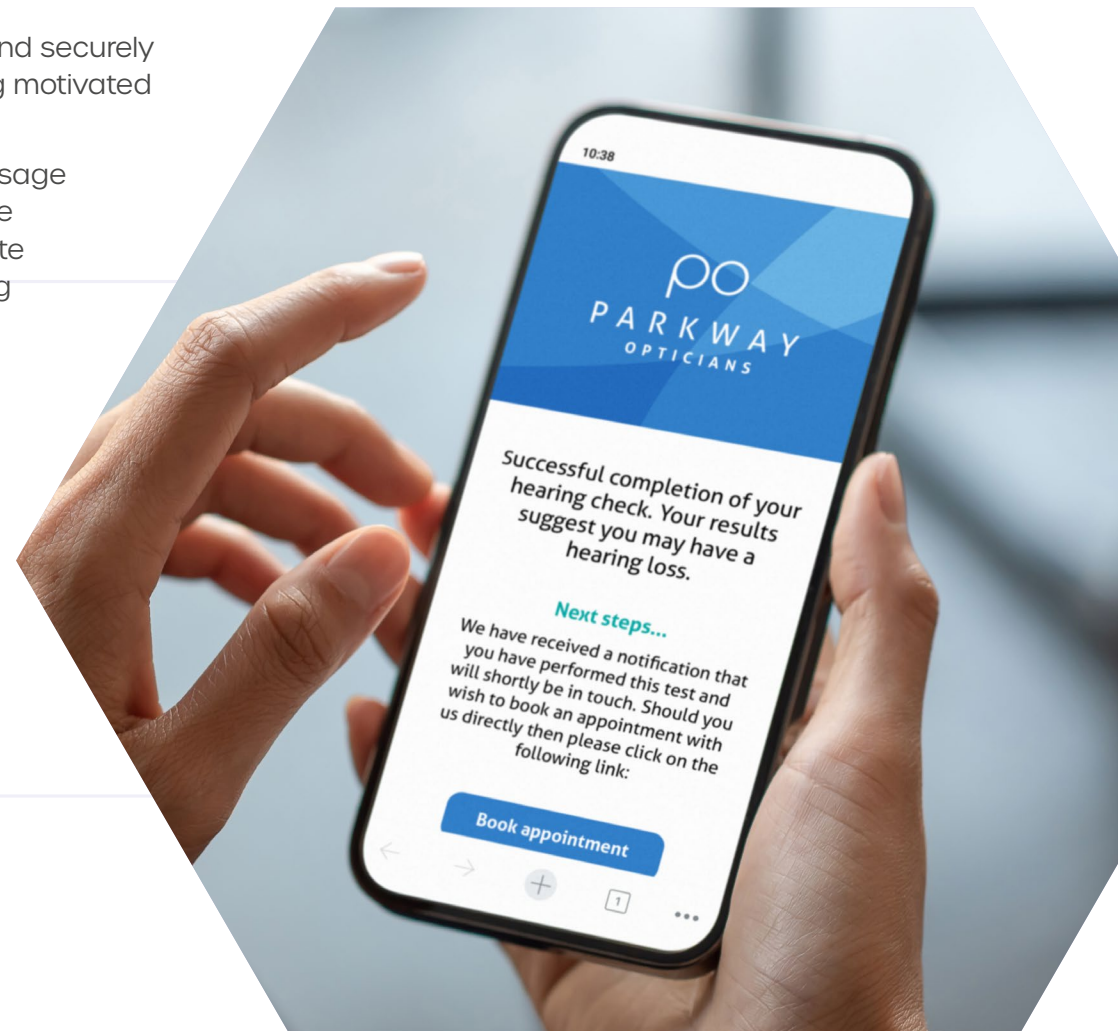 nd securely
g motivated
sage
e
te
g
10:38
po
PARKWAY
OPTICIANS
Successful completion of your
hearing check. Your results
suggest you may have a
hearing loss.
Next steps...
We have received a notification that
you have performed this test and
will shortly be in touch. Should you
wish to book an appointment with
us directly then please click on the
following link:
Book appointment
1